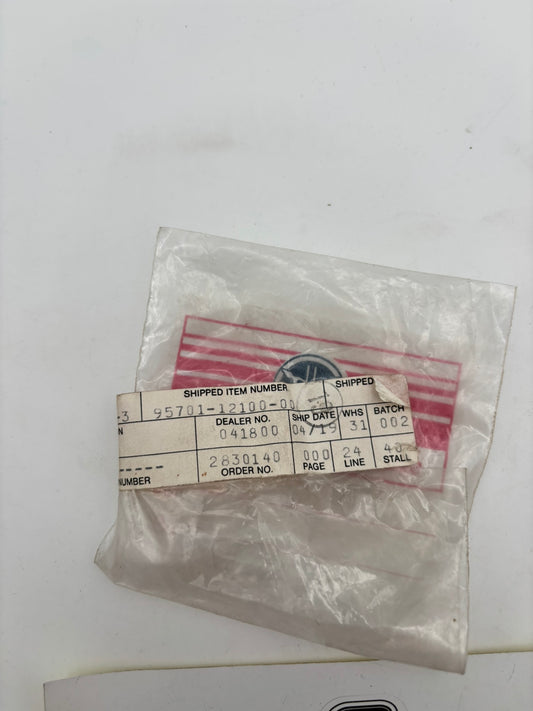 SHIPPED ITEM NUMBER SHIPPED
-3 95701-12100-00
N DEALER NO. SHIP DATE WHS BATCH
041800 04/19 31 002
2830140 000 24 40
NUMBER ORDER NO. PAGE LINE STALL